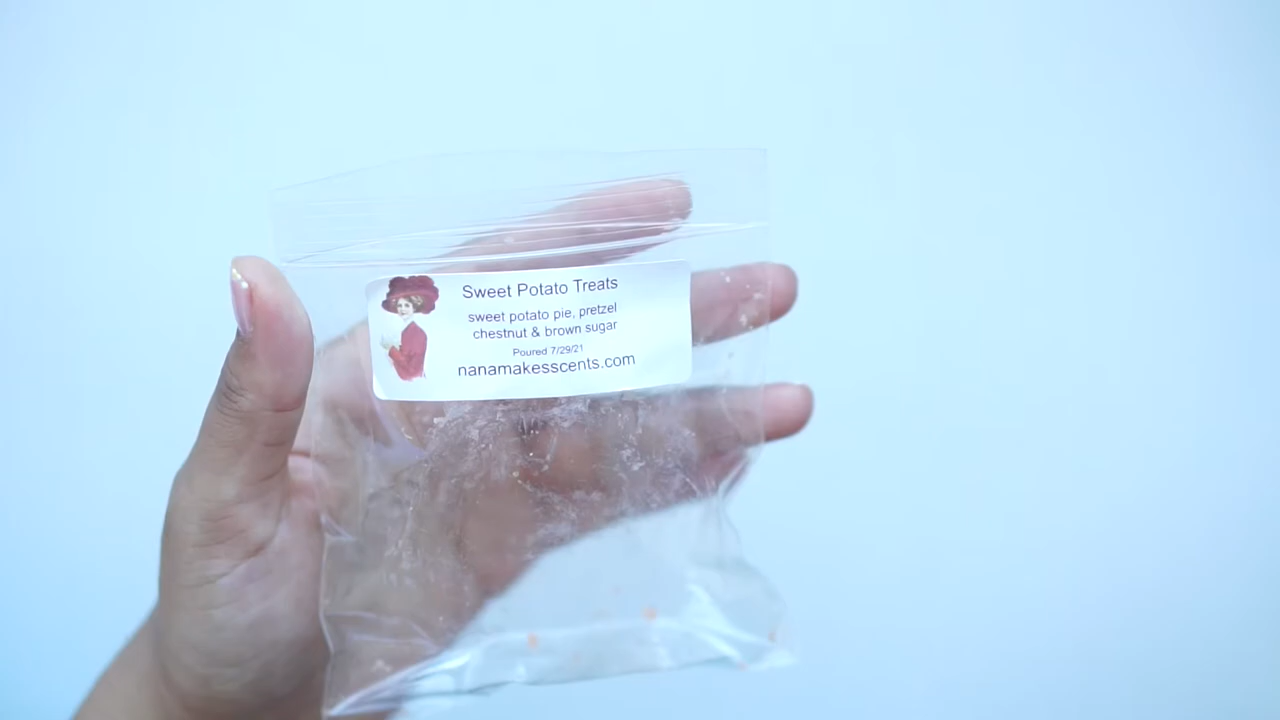 Sweet Potato Treats
sweet potato pie, pretzel
chestnut & brown sugar
Poured 7/29/21
nanamakesscents.com